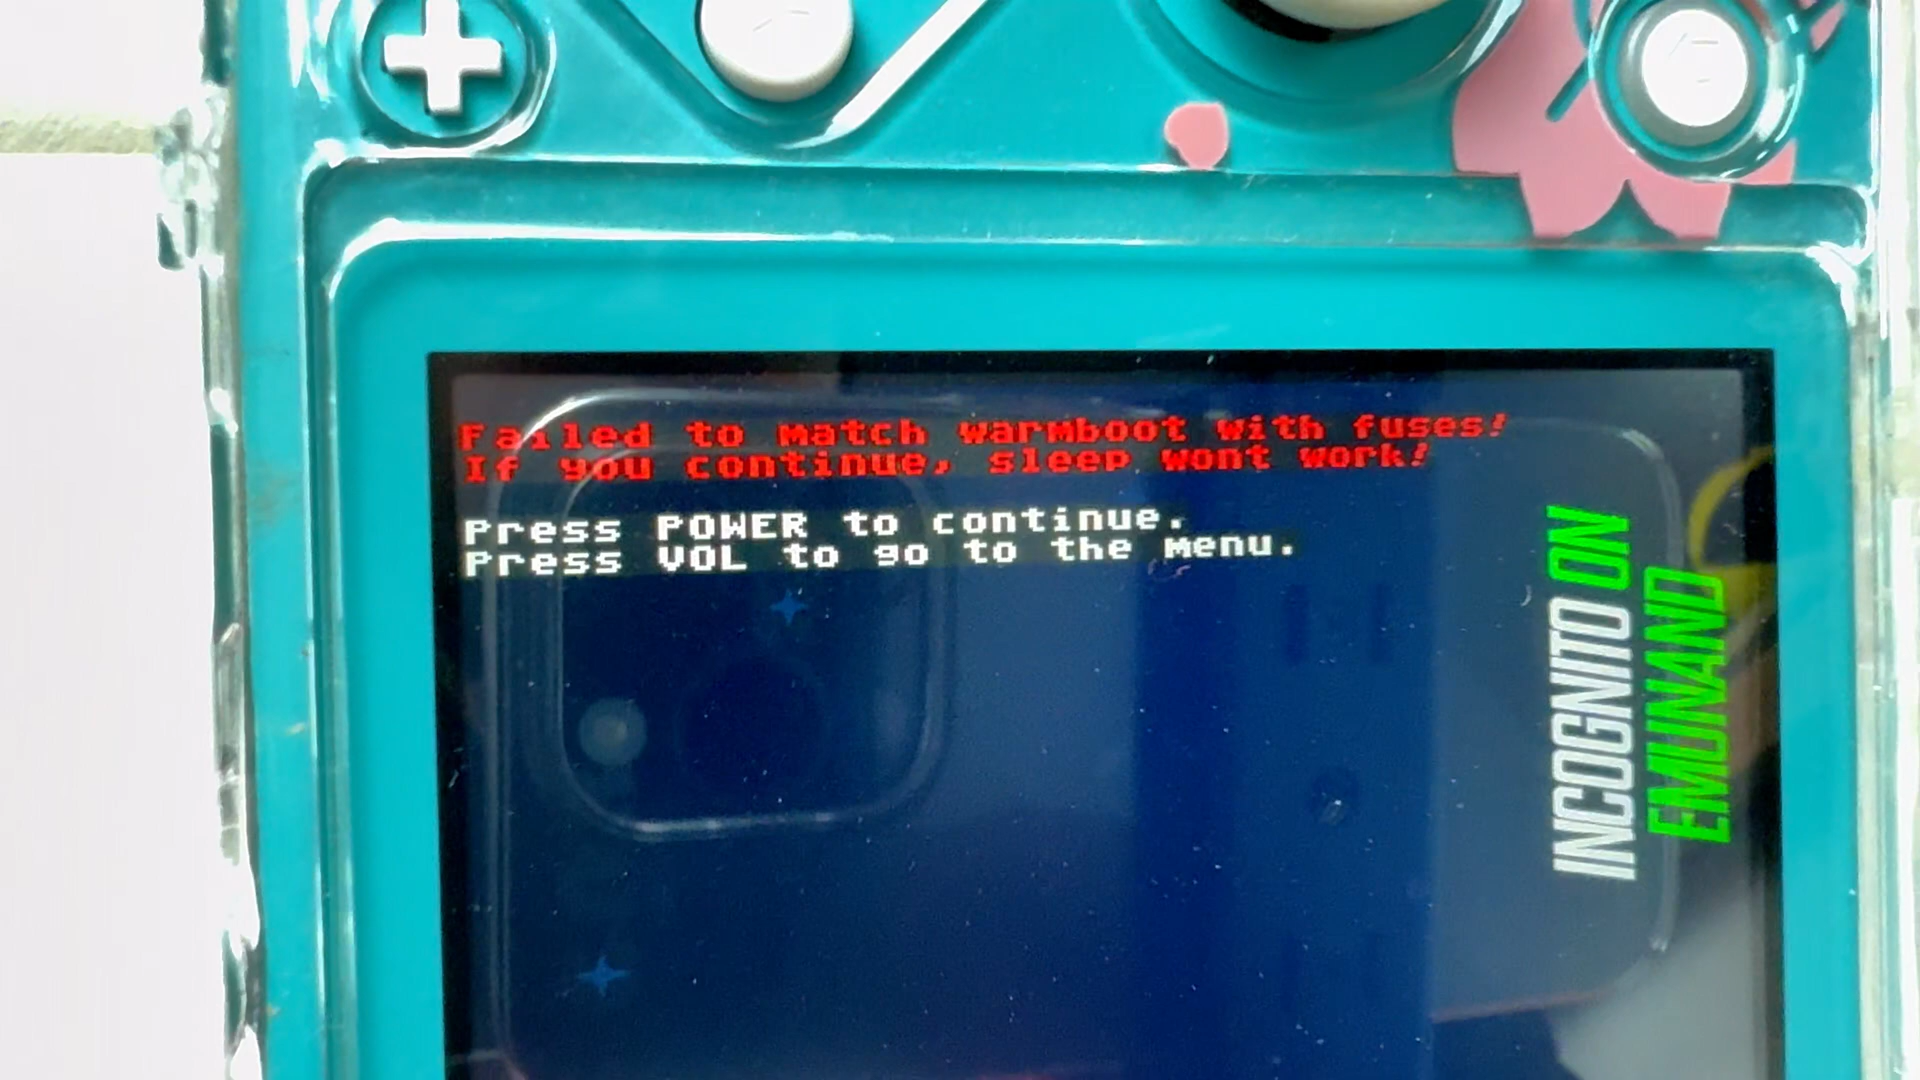 Failed to match warmboot with fuses!
If you continue, sleep wont work!
Press POWER to continue.
Press VOL to go to the menu.
INCOGNITO ON
EMUNAND